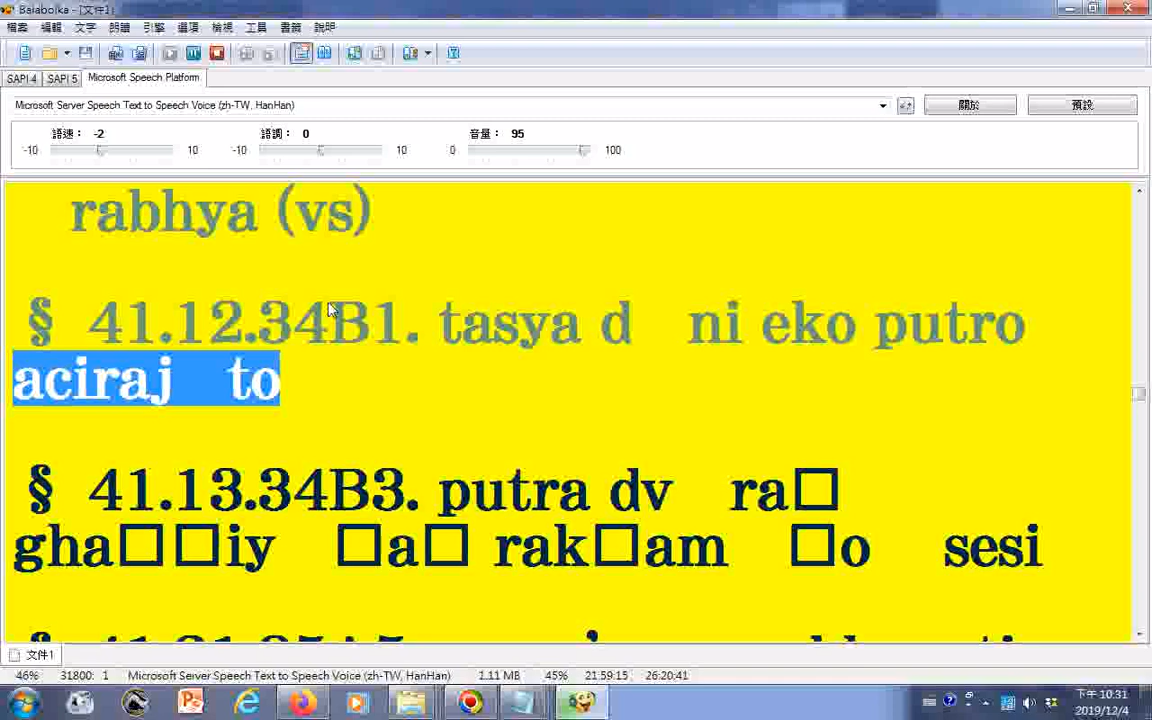 Balabolka - [文件1]
檔案 編輯 文字 朗讀 引擎 選項 檢視 工具 書籤 說明
SAPI 4 SAPI 5 Microsoft Speech Platform
Microsoft Server Speech Text to Speech Voice (zh-TW, HanHan) 關於 預設
語速： -2 語調： 0 音量： 95
-10 10 -10 10 0 100
rabhya (vs)
§ 41.12.34B1. tasya d ni eko putro
aciraj to
§ 41.13.34B3. putra dv ra□
gha□□iy □a□ rak□am □o sesi
文件1
46% 31800: 1 Microsoft Server Speech Text to Speech Voice (zh-TW, HanHan) 1.11 MB 45% 21:59:15 26:20:41
下午 10:31
2019/12/4